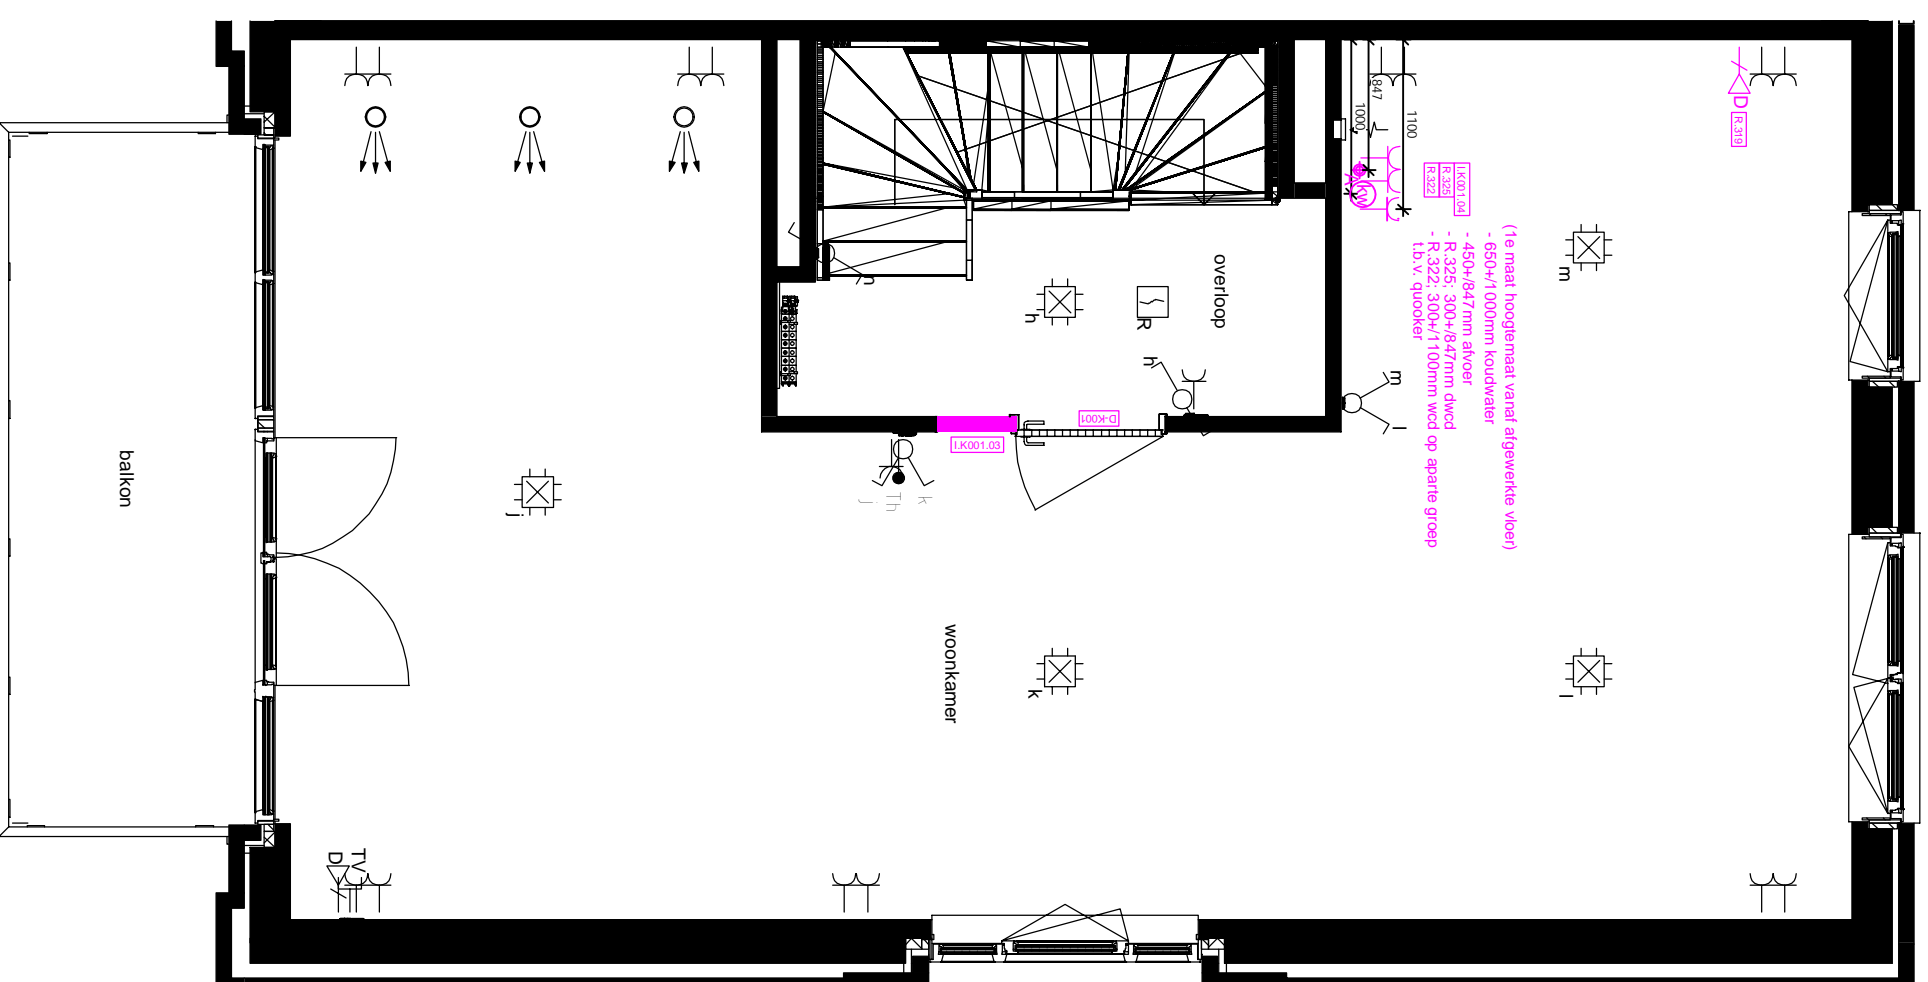 847
1000
1100
D
R.319
I.K001.04
R.325
R.322
A
kw
(1e maat hoogtemaat vanaf afgewerkte vloer)
- 650+/1000mm koudwater
- 450+/847mm afvoer
- R.325; 300+/847mm dwcd
- R.322; 300+/1100mm wcd op aparte groep
t.b.v. quooker
m
overloop
n
h
R
h
m
l
D-K001
I.K001.03
k
Th
j
j
balkon
woonkamer
k
l
TV
D